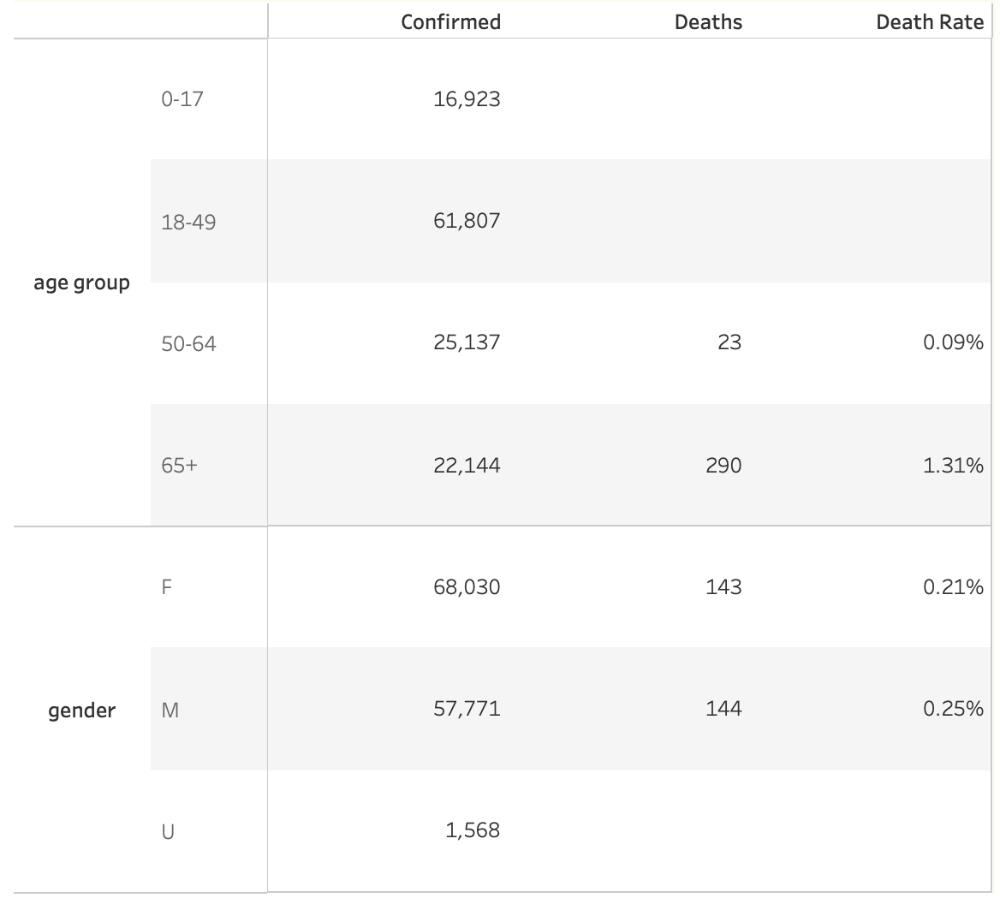 Confirmed Deaths Death Rate
0-17 16,923
18-49 61,807
age group
50-64 25,137 23 0.09%
65+ 22,144 290 1.31%
F 68,030 143 0.21%
gender M 57,771 144 0.25%
U 1,568